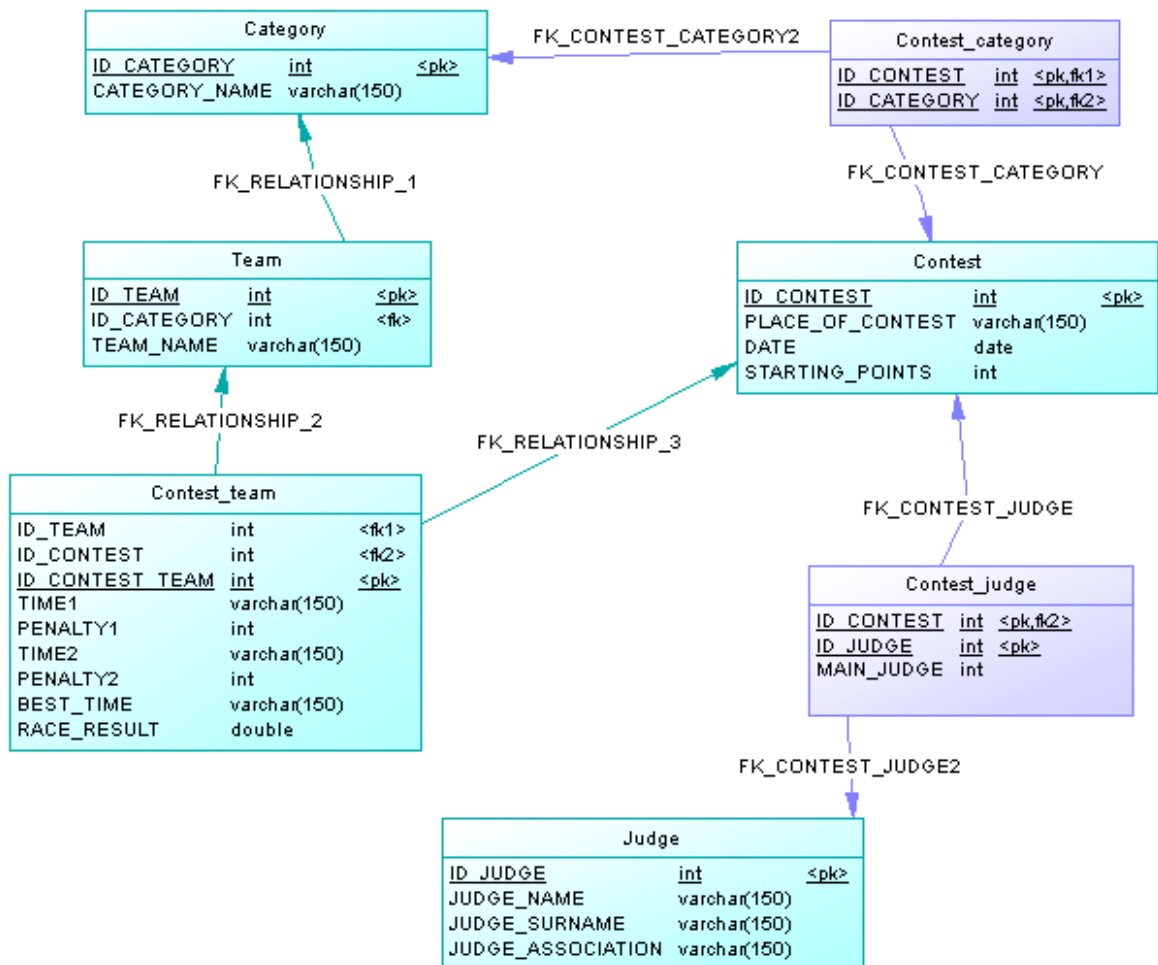 Category
ID_CATEGORY int <pk>
CATEGORY_NAME varchar(150)
FK_CONTEST_CATEGORY2
Contest_category
ID_CONTEST int <pk,fk1>
ID_CATEGORY int <pk,fk2>
FK_RELATIONSHIP_1
FK_CONTEST_CATEGORY
Team
ID_TEAM int <pk>
ID_CATEGORY int <fk>
TEAM_NAME varchar(150)
Contest
ID_CONTEST int <pk>
PLACE_OF_CONTEST varchar(150)
DATE date
STARTING_POINTS int
FK_RELATIONSHIP_2
FK_RELATIONSHIP_3
Contest_team
ID_TEAM int <fk1>
ID_CONTEST int <fk2>
ID_CONTEST_TEAM int <pk>
TIME1 varchar(150)
PENALTY1 int
TIME2 varchar(150)
PENALTY2 int
BEST_TIME varchar(150)
RACE_RESULT double
FK_CONTEST_JUDGE
Contest_judge
ID_CONTEST int <pk,fk2>
ID_JUDGE int <pk>
MAIN_JUDGE int
FK_CONTEST_JUDGE2
Judge
ID_JUDGE int <pk>
JUDGE_NAME varchar(150)
JUDGE_SURNAME varchar(150)
JUDGE_ASSOCIATION varchar(150)